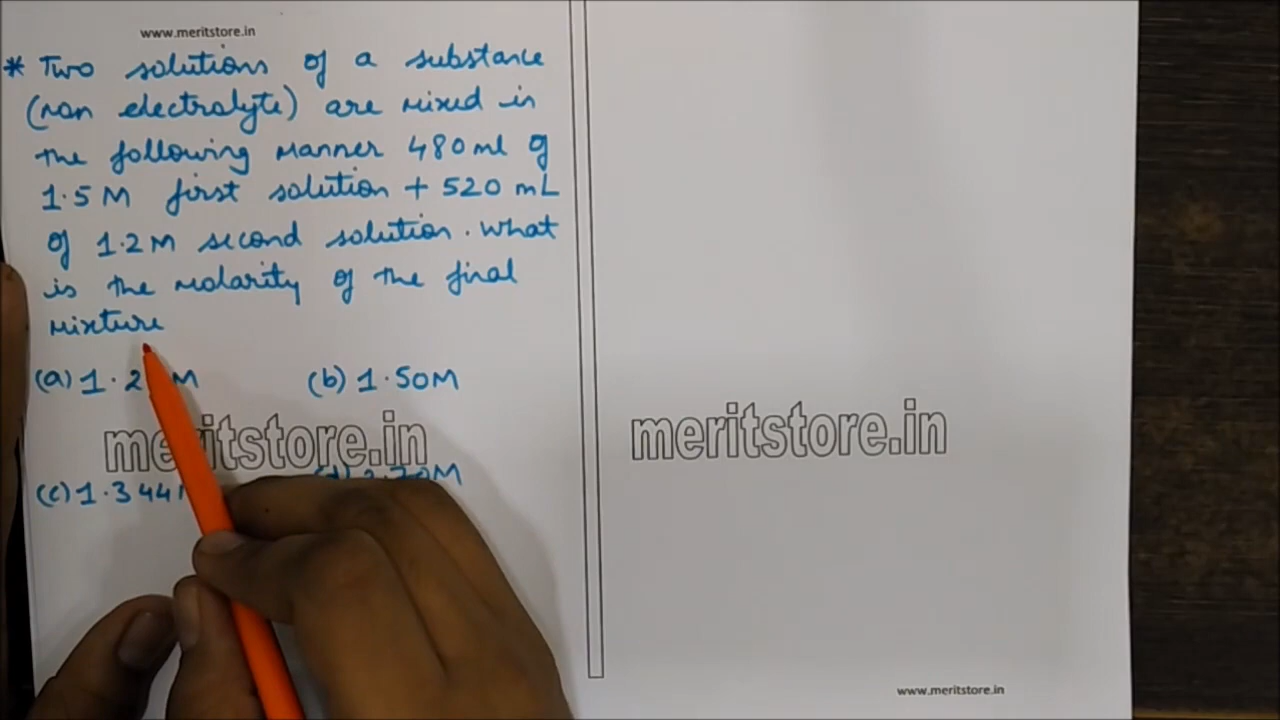 www.meritstore.in
* Two solutions of a substance
(non electrolyte) are mixed in
the following manner 480 ml of
1.5 M first solution + 520 mL
of 1.2 M second solution. What
is the molarity of the final
mixture
(a) 1.2 M (b) 1.50M
meritstore.in meritstore.in
(c) 1.344 M
www.meritstore.in